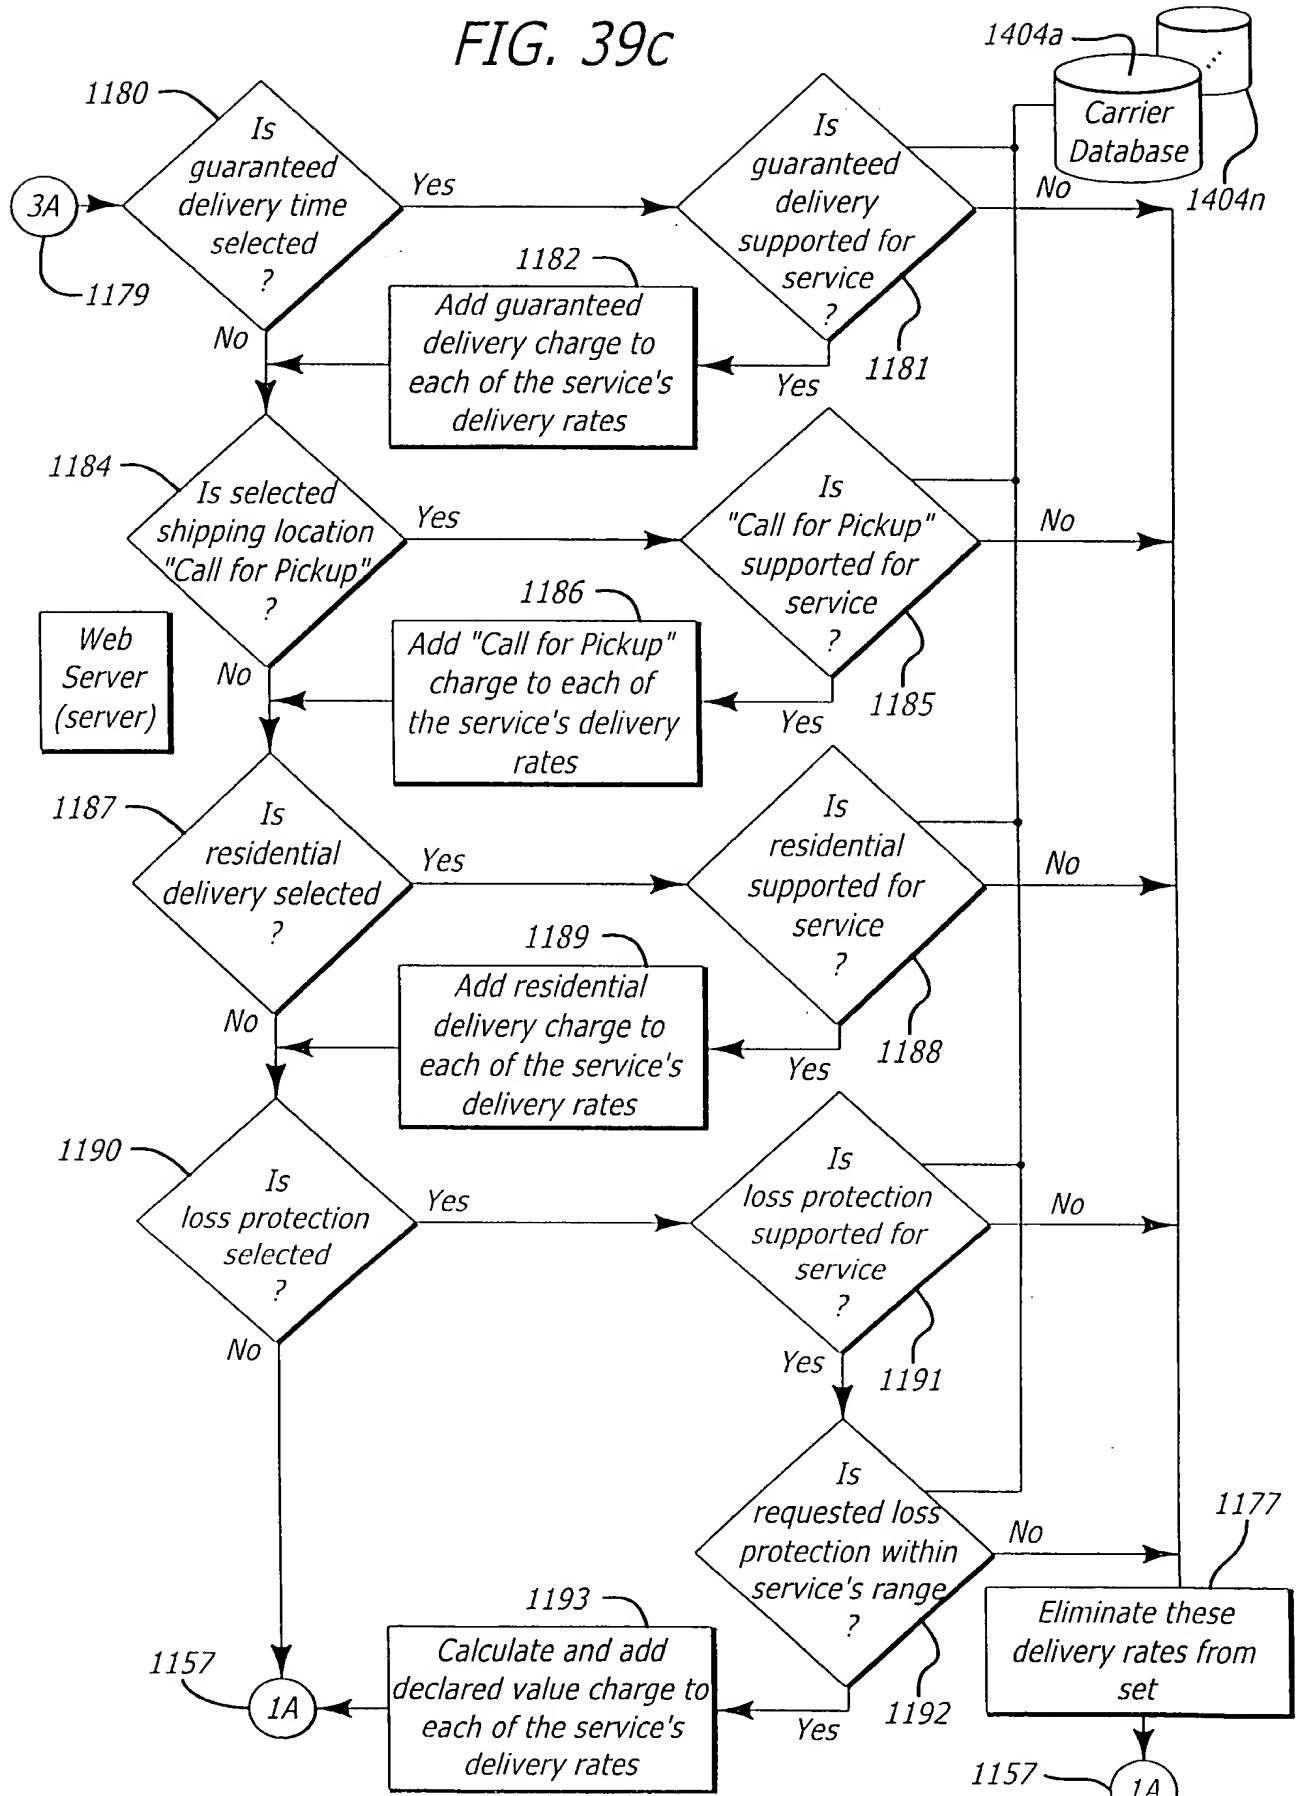 FIG. 39c
1404a
Carrier
Database
1404n
1180
Is
guaranteed
delivery time
selected
?
3A
1179
Yes
Is
guaranteed
delivery
supported for
service
?
No
1181
1182
Add guaranteed
delivery charge to
each of the service's
delivery rates
Yes
No
1184
Is selected
shipping location
"Call for Pickup"
?
Yes
Is
"Call for Pickup"
supported for
service
?
No
1185
1186
Add "Call for Pickup"
charge to each of
the service's delivery
rates
Yes
No
Web
Server
(server)
1187
Is
residential
delivery selected
?
Yes
Is
residential
supported for
service
?
No
1188
1189
Add residential
delivery charge to
each of the service's
delivery rates
Yes
No
1190
Is
loss protection
selected
?
Yes
Is
loss protection
supported for
service
?
No
1191
Yes
No
Is
requested loss
protection within
service's range
?
No
1192
1177
Eliminate these
delivery rates from
set
1193
Calculate and add
declared value charge to
each of the service's
delivery rates
Yes
1157
1A
1157
1A